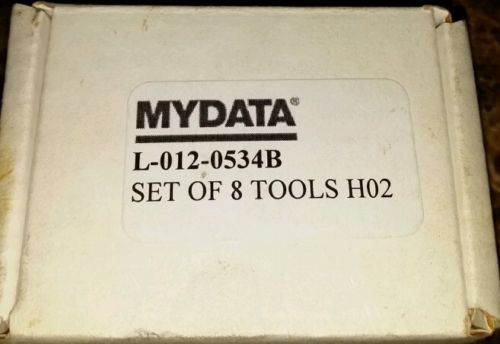 MYDATA®
L-012-0534B
SET OF 8 TOOLS H02